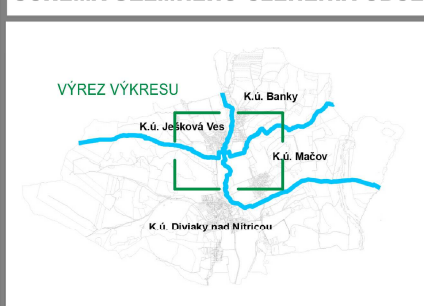 VÝREZ VÝKRESU
K.ú. Banky
K.ú. Ješková Ves
K.ú. Mačov
K.ú. Diviaky nad Nitricou